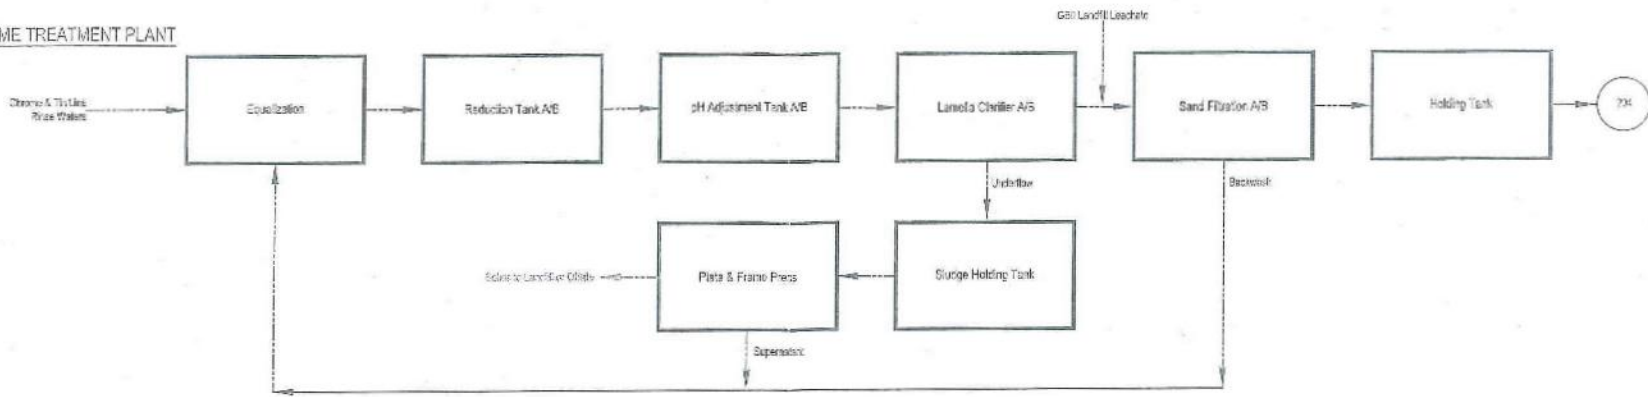 ME TREATMENT PLANT
GBII Landfill Leachate
Chrome & Tin Line
Rinse Waters
Equalization
Reduction Tank A/B
pH Adjustment Tank A/B
Lamella Clarifier A/B
Sand Filtration A/B
Holding Tank
Underflow
Backwash
Plate & Frame Press
Sludge Holding Tank
Supernatant